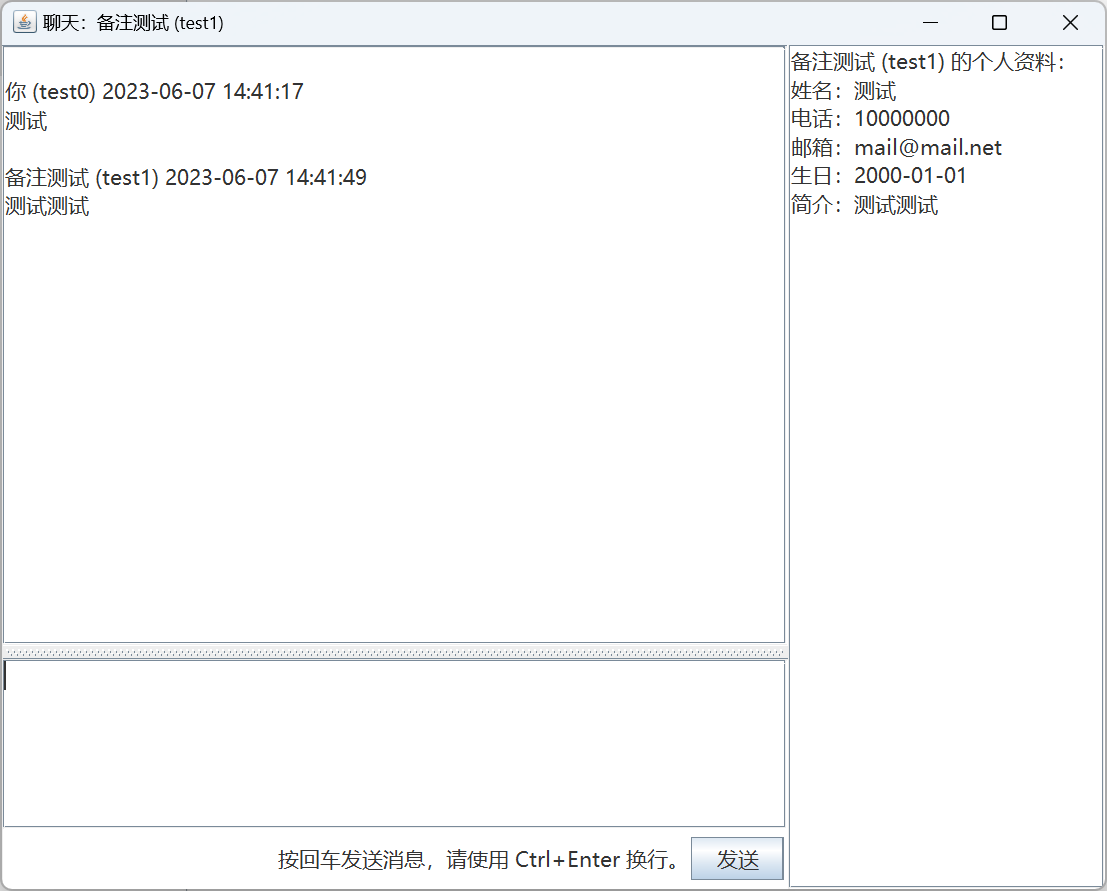 聊天：备注测试 (test1)
你 (test0) 2023-06-07 14:41:17
测试
备注测试 (test1) 2023-06-07 14:41:49
测试测试
按回车发送消息，请使用 Ctrl+Enter 换行。
发送
备注测试 (test1) 的个人资料：
姓名：测试
电话：10000000
邮箱：mail@mail.net
生日：2000-01-01
简介：测试测试